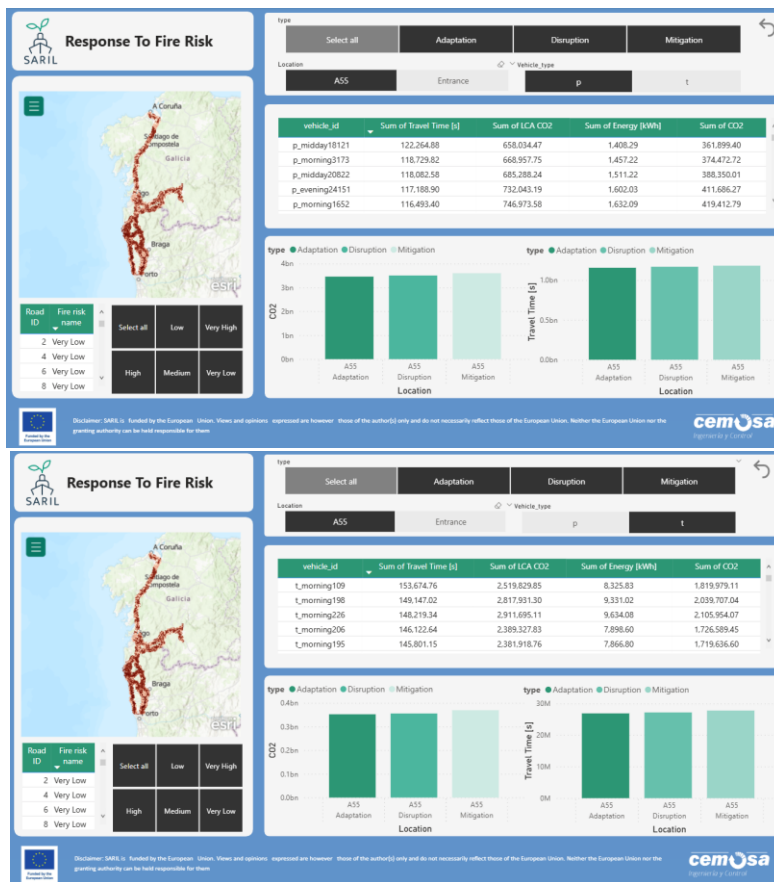 SARIL
Response To Fire Risk
type
Select all
Adaptation
Disruption
Mitigation
Location
Vehicle_type
A55
Entrance
p
t
A Coruña
Santiago de
Compostela
Galicia
Braga
Porto
esri
vehicle_id Sum of Travel Time [s] Sum of LCA CO2 Sum of Energy [kWh] Sum of CO2
p_midday18121 122,264.88 658,034.47 1,408.29 361,899.40
p_morning3173 118,729.82 668,957.75 1,457.22 374,472.72
p_midday20822 118,082.58 685,288.24 1,511.22 388,350.01
p_evening24151 117,188.90 732,043.19 1,602.03 411,686.27
p_morning1652 116,493.40 746,973.58 1,632.09 419,412.79
Road ID Fire risk name
2 Very Low
4 Very Low
6 Very Low
8 Very Low
Select all Low Very High
High Medium Very Low
type Adaptation Disruption Mitigation
CO2
4bn
3bn
2bn
1bn
0bn
A55 A55 A55
Adaptation Disruption Mitigation
Location
type Adaptation Disruption Mitigation
Travel Time [s]
1.0bn
0.5bn
0.0bn
A55 A55 A55
Adaptation Disruption Mitigation
Location
Funded by the
European Union
Disclaimer: SARIL is funded by the European Union. Views and opinions expressed are however those of the author(s) only and do not necessarily reflect those of the European Union. Neither the European Union nor the
granting authority can be held responsible for them
cemosa
Ingeniería y Control
SARIL
Response To Fire Risk
type
Select all
Adaptation
Disruption
Mitigation
Location
Vehicle_type
A55
Entrance
p
t
A Coruña
Santiago de
Compostela
Galicia
Braga
Porto
esri
vehicle_id Sum of Travel Time [s] Sum of LCA CO2 Sum of Energy [kWh] Sum of CO2
t_morning109 153,674.76 2,519,829.85 8,325.83 1,819,979.11
t_morning198 149,147.02 2,817,931.30 9,331.02 2,039,707.04
t_morning226 148,219.34 2,911,695.11 9,634.08 2,105,954.07
t_morning206 146,122.64 2,389,327.83 7,898.60 1,726,589.45
t_morning195 145,801.15 2,381,918.76 7,866.80 1,719,636.60
Road ID Fire risk name
2 Very Low
4 Very Low
6 Very Low
8 Very Low
Select all Low Very High
High Medium Very Low
type Adaptation Disruption Mitigation
CO2
0.4bn
0.3bn
0.2bn
0.1bn
0.0bn
A55 A55 A55
Adaptation Disruption Mitigation
Location
type Adaptation Disruption Mitigation
Travel Time [s]
30M
20M
10M
0M
A55 A55 A55
Adaptation Disruption Mitigation
Location
Funded by the
European Union
Disclaimer: SARIL is funded by the European Union. Views and opinions expressed are however those of the author(s) only and do not necessarily reflect those of the European Union. Neither the European Union nor the
granting authority can be held responsible for them
cemosa
Ingeniería y Control